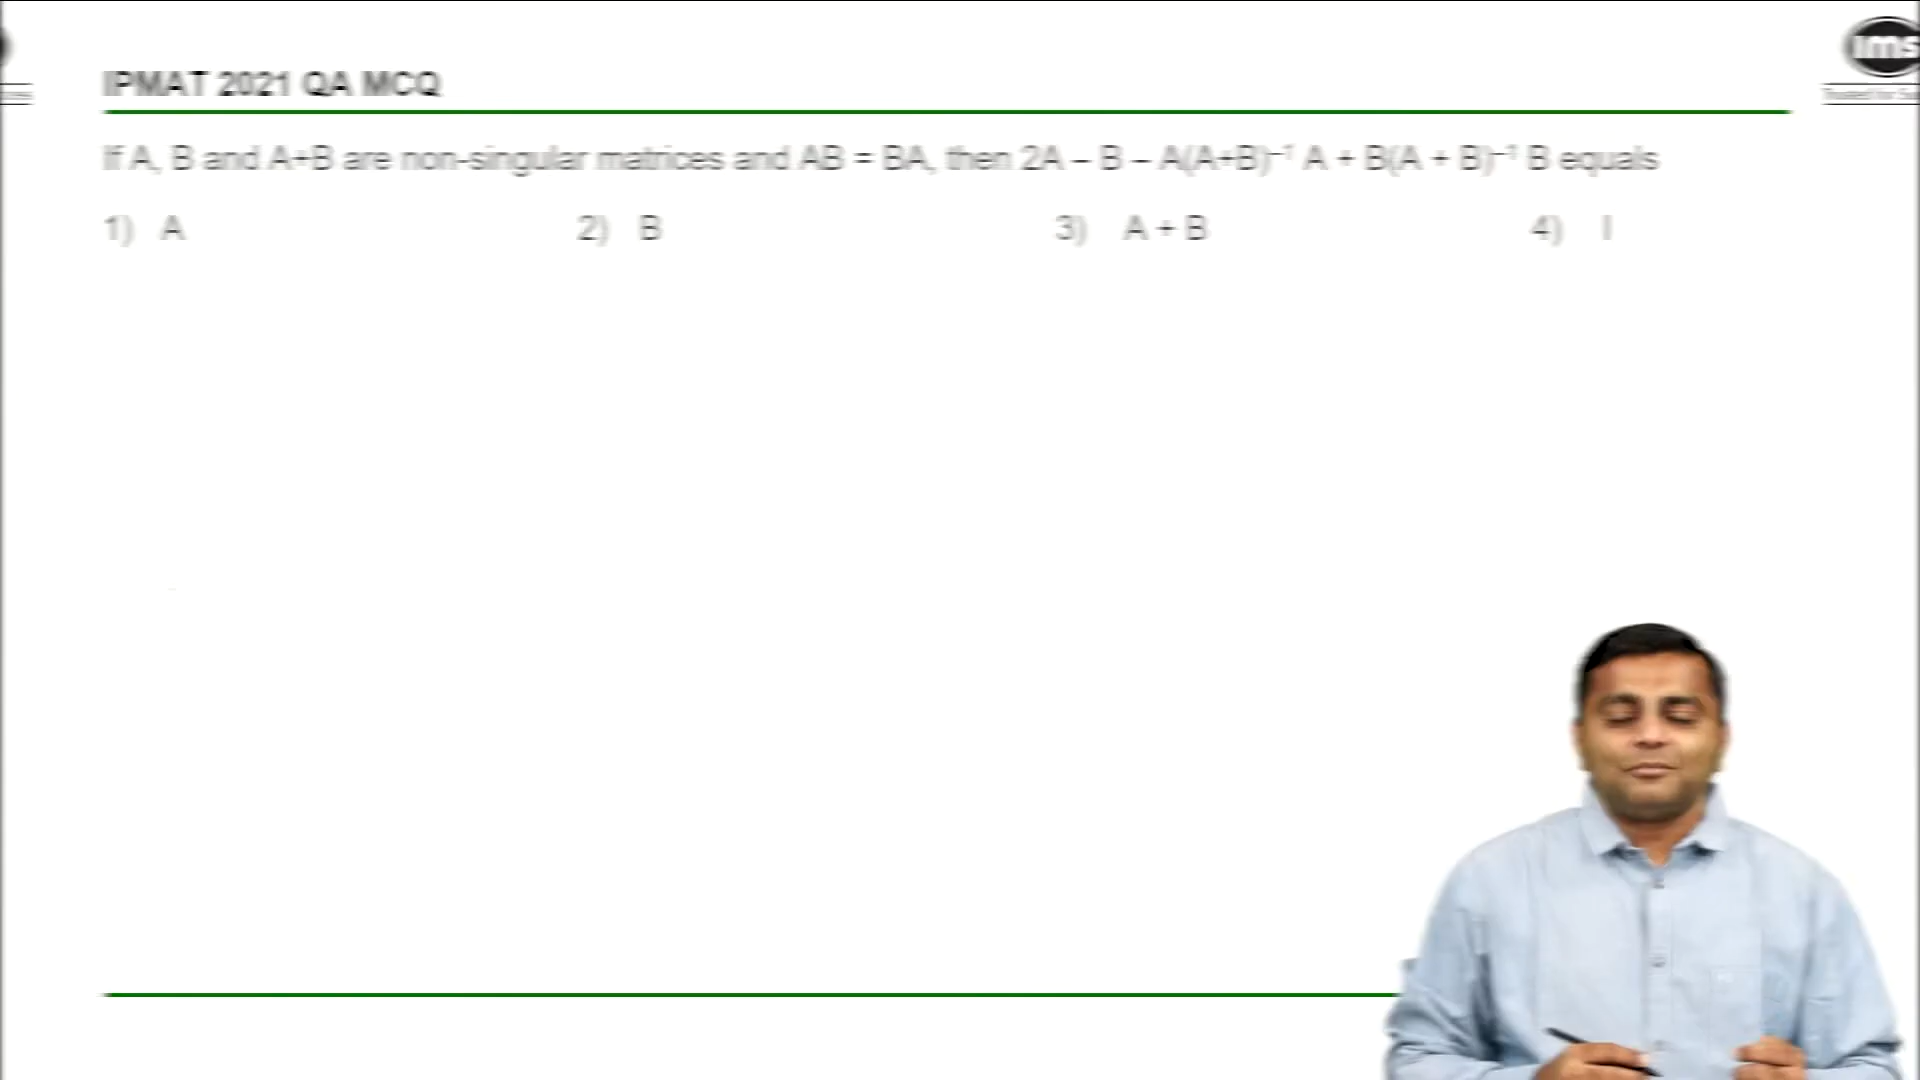 ims
IPMAT 2021 QA MCQ
If A, B and A+B are non-singular matrices and AB = BA, then 2A – B – A(A+B)⁻¹ A + B(A + B)⁻¹ B equals
1) A 2) B 3) A + B 4) I